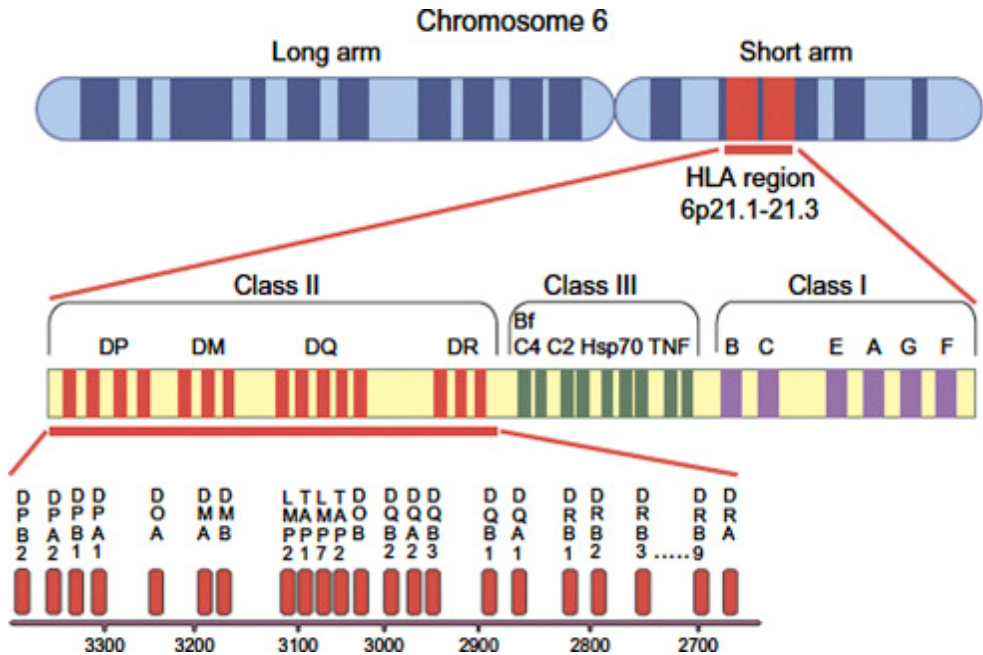 Chromosome 6
Long arm
Short arm
HLA region
6p21.1-21.3
Class II
Class III
Class I
Bf
DP DM DQ DR C4 C2 Hsp70 TNF B C E A G F
DPB2 DPA2 DPB1 DPA1 DOA DMA DMB LMP2 TAP1 LMP7 TAP2 DOB DQB2 DQA2 DQB3 DQB1 DQA1 DRB1 DRB2 DRB3 ..... DRB9 DRA
3300 3200 3100 3000 2900 2800 2700